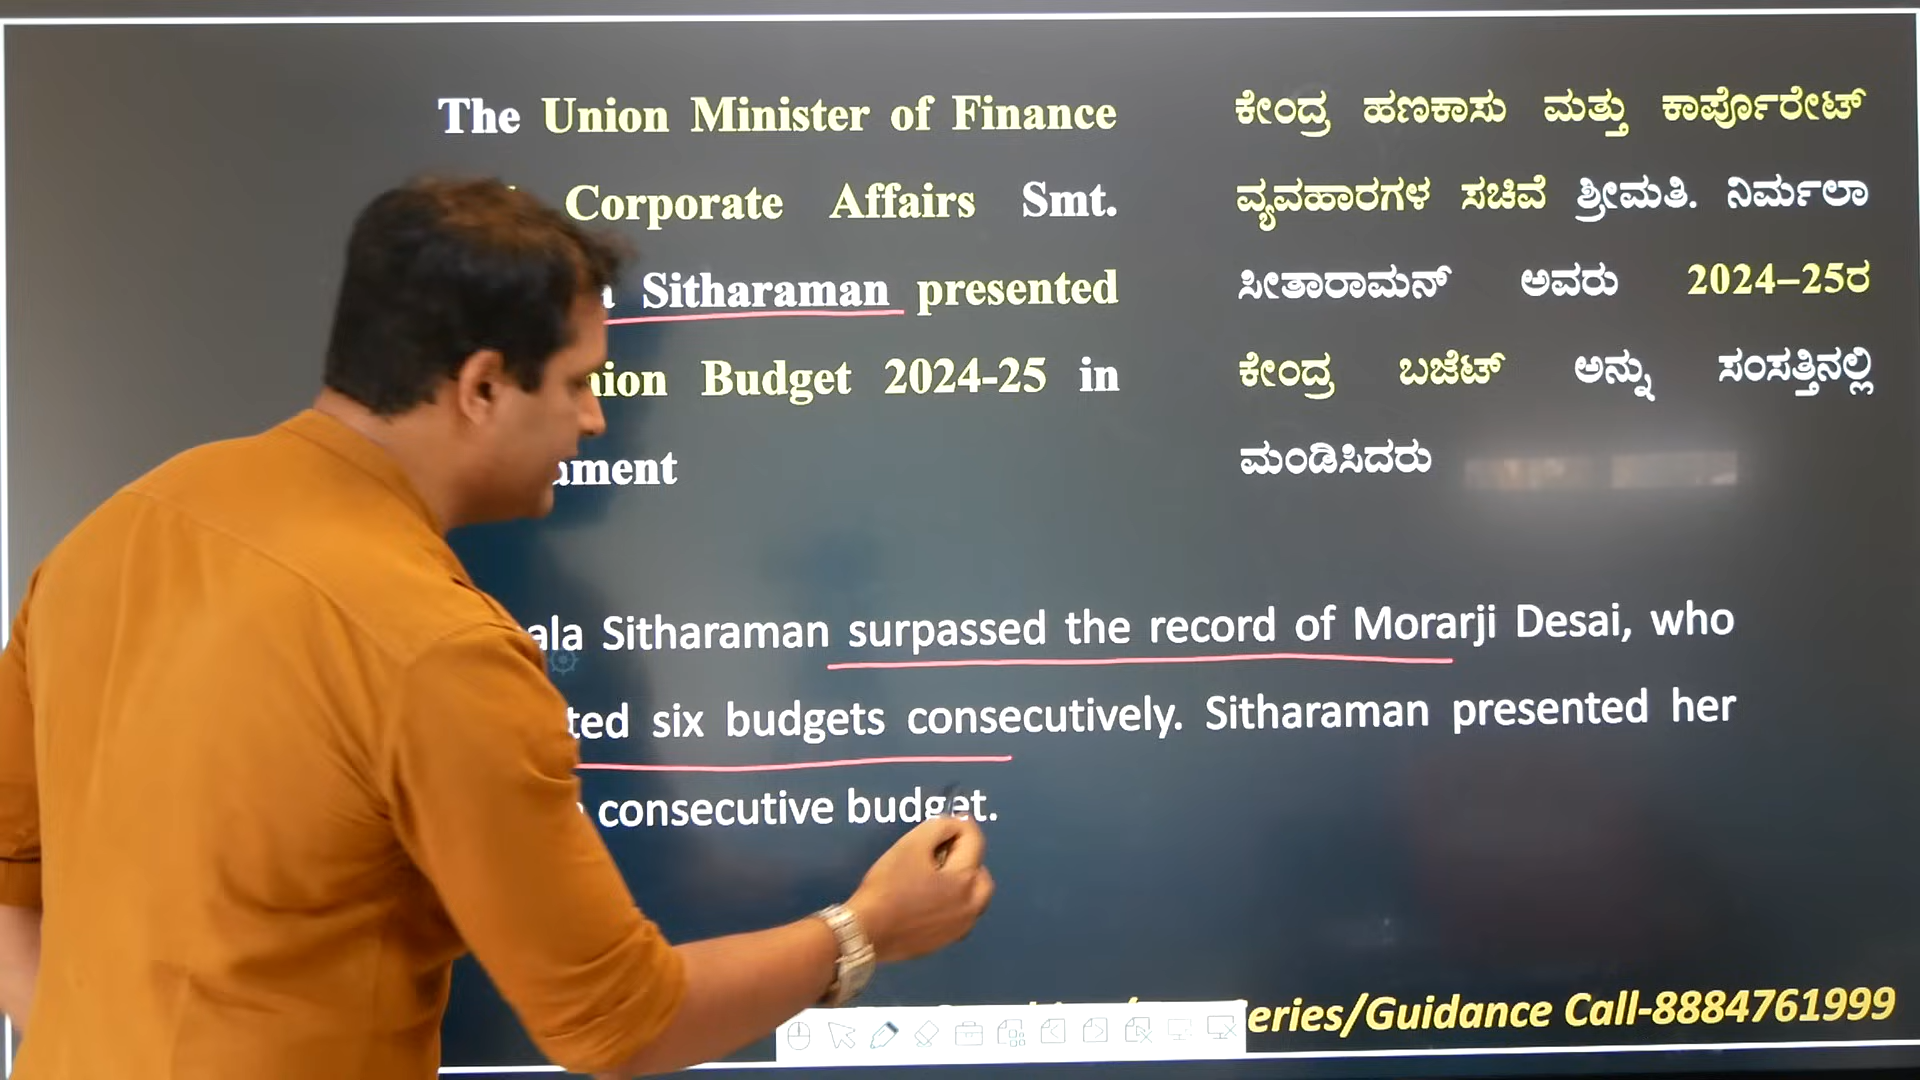 The Union Minister of Finance
Corporate Affairs Smt.
Sitharaman presented
Budget 2024-25 in
ಕೇಂದ್ರ ಹಣಕಾಸು ಮತ್ತು ಕಾರ್ಪೊರೇಟ್
ವ್ಯವಹಾರಗಳ ಸಚಿವೆ ಶ್ರೀಮತಿ. ನಿರ್ಮಲಾ
ಸೀತಾರಾಮನ್ ಅವರು 2024–25ರ
ಕೇಂದ್ರ ಬಜೆಟ್ ಅನ್ನು ಸಂಸತ್ತಿನಲ್ಲಿ
ಮಂಡಿಸಿದರು
Sitharaman surpassed the record of Morarji Desai, who
six budgets consecutively. Sitharaman presented her
consecutive budget.
eries/Guidance Call-8884761999